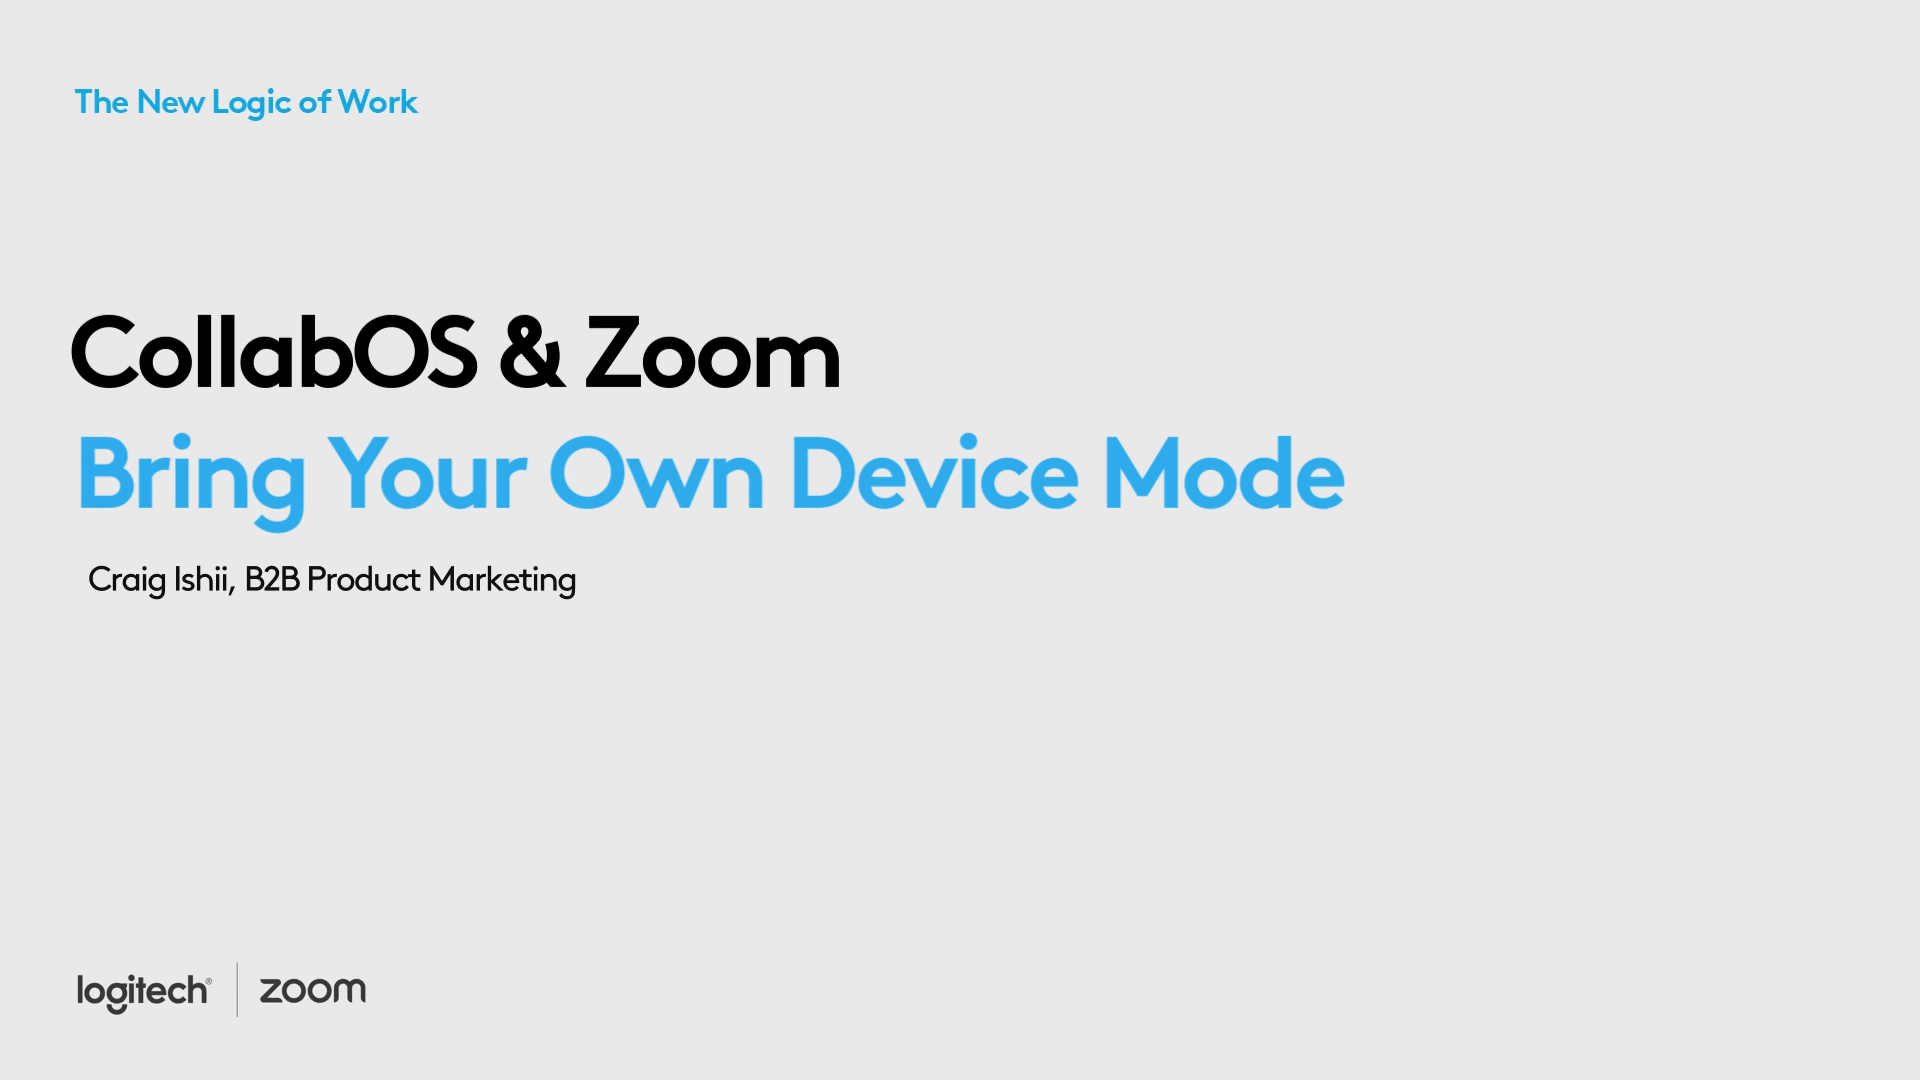 The New Logic of Work
CollabOS & Zoom
Bring Your Own Device Mode
Craig Ishii, B2B Product Marketing
logitech® zoom